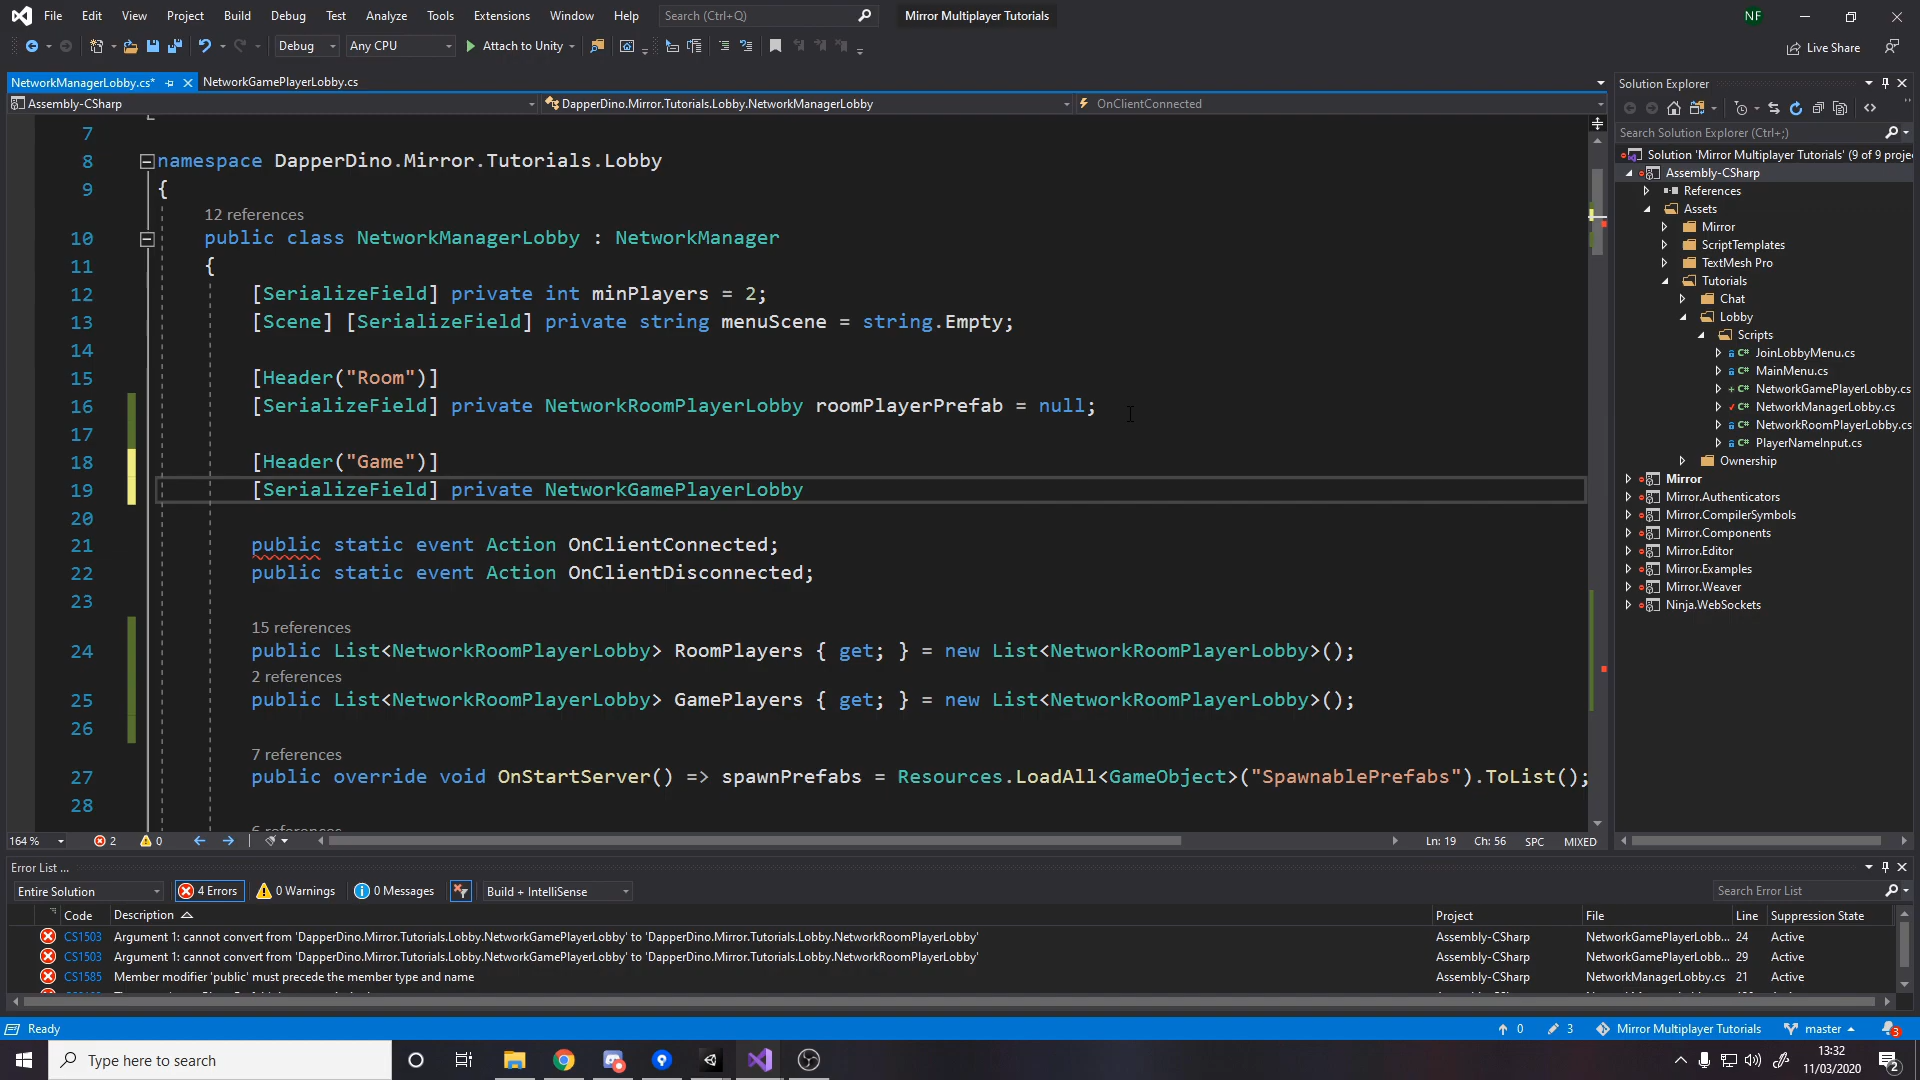 File Edit View Project Build Debug Test Analyze Tools Extensions Window Help Search (Ctrl+Q) Mirror Multiplayer Tutorials NF
Debug Any CPU Attach to Unity Live Share
NetworkManagerLobby.cs* NetworkGamePlayerLobby.cs
Assembly-CSharp DapperDino.Mirror.Tutorials.Lobby.NetworkManagerLobby OnClientConnected
7
8 namespace DapperDino.Mirror.Tutorials.Lobby
9 {
12 references
10 public class NetworkManagerLobby : NetworkManager
11 {
12 [SerializeField] private int minPlayers = 2;
13 [Scene] [SerializeField] private string menuScene = string.Empty;
14
15 [Header("Room")]
16 [SerializeField] private NetworkRoomPlayerLobby roomPlayerPrefab = null;
17
18 [Header("Game")]
19 [SerializeField] private NetworkGamePlayerLobby
20
21 public static event Action OnClientConnected;
22 public static event Action OnClientDisconnected;
23
15 references
24 public List<NetworkRoomPlayerLobby> RoomPlayers { get; } = new List<NetworkRoomPlayerLobby>();
2 references
25 public List<NetworkRoomPlayerLobby> GamePlayers { get; } = new List<NetworkRoomPlayerLobby>();
26
7 references
27 public override void OnStartServer() => spawnPrefabs = Resources.LoadAll<GameObject>("SpawnablePrefabs").ToList();
28
164 % 2 0 Ln: 19 Ch: 56 SPC MIXED
Solution Explorer
Search Solution Explorer (Ctrl+;)
Solution 'Mirror Multiplayer Tutorials' (9 of 9 projec
Assembly-CSharp
References
Assets
Mirror
ScriptTemplates
TextMesh Pro
Tutorials
Chat
Lobby
Scripts
JoinLobbyMenu.cs
MainMenu.cs
NetworkGamePlayerLobby.cs
NetworkManagerLobby.cs
NetworkRoomPlayerLobby.cs
PlayerNameInput.cs
Ownership
Mirror
Mirror.Authenticators
Mirror.CompilerSymbols
Mirror.Components
Mirror.Editor
Mirror.Examples
Mirror.Weaver
Ninja.WebSockets
Error List ...
Entire Solution 4 Errors 0 Warnings 0 Messages Build + IntelliSense Search Error List
Code Description Project File Line Suppression State
CS1503 Argument 1: cannot convert from 'DapperDino.Mirror.Tutorials.Lobby.NetworkGamePlayerLobby' to 'DapperDino.Mirror.Tutorials.Lobby.NetworkRoomPlayerLobby' Assembly-CSharp NetworkGamePlayerLobb... 24 Active
CS1503 Argument 1: cannot convert from 'DapperDino.Mirror.Tutorials.Lobby.NetworkGamePlayerLobby' to 'DapperDino.Mirror.Tutorials.Lobby.NetworkRoomPlayerLobby' Assembly-CSharp NetworkGamePlayerLobb... 29 Active
CS1585 Member modifier 'public' must precede the member type and name Assembly-CSharp NetworkManagerLobby.cs 21 Active
Ready 0 3 Mirror Multiplayer Tutorials master 3
Type here to search 13:32
11/03/2020 2